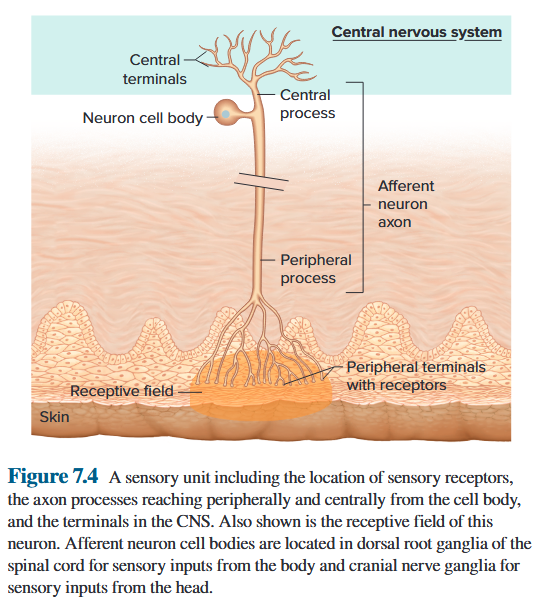 Central nervous system
Central
terminals
Central
process
Neuron cell body
Afferent
neuron
axon
Peripheral
process
Peripheral terminals
with receptors
Receptive field
Skin
Figure 7.4 A sensory unit including the location of sensory receptors,
the axon processes reaching peripherally and centrally from the cell body,
and the terminals in the CNS. Also shown is the receptive field of this
neuron. Afferent neuron cell bodies are located in dorsal root ganglia of the
spinal cord for sensory inputs from the body and cranial nerve ganglia for
sensory inputs from the head.